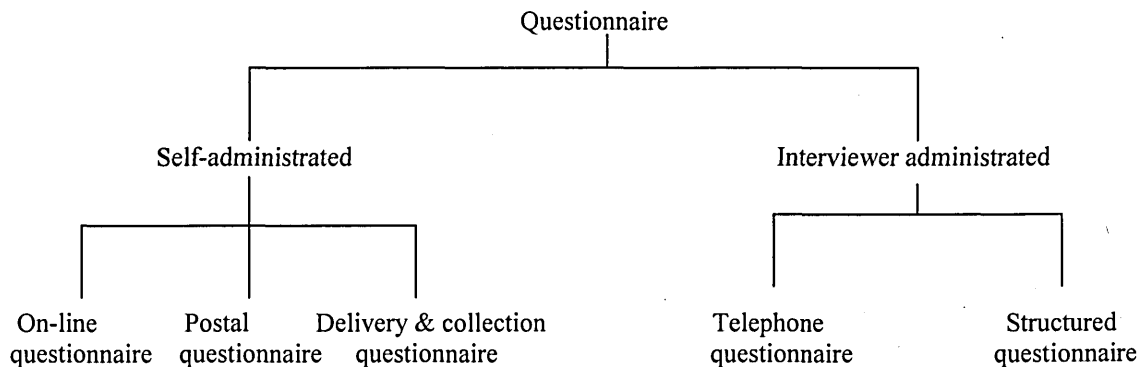 Questionnaire
Self-administrated
Interviewer administrated
On-line questionnaire
Postal questionnaire
Delivery & collection questionnaire
Telephone questionnaire
Structured questionnaire